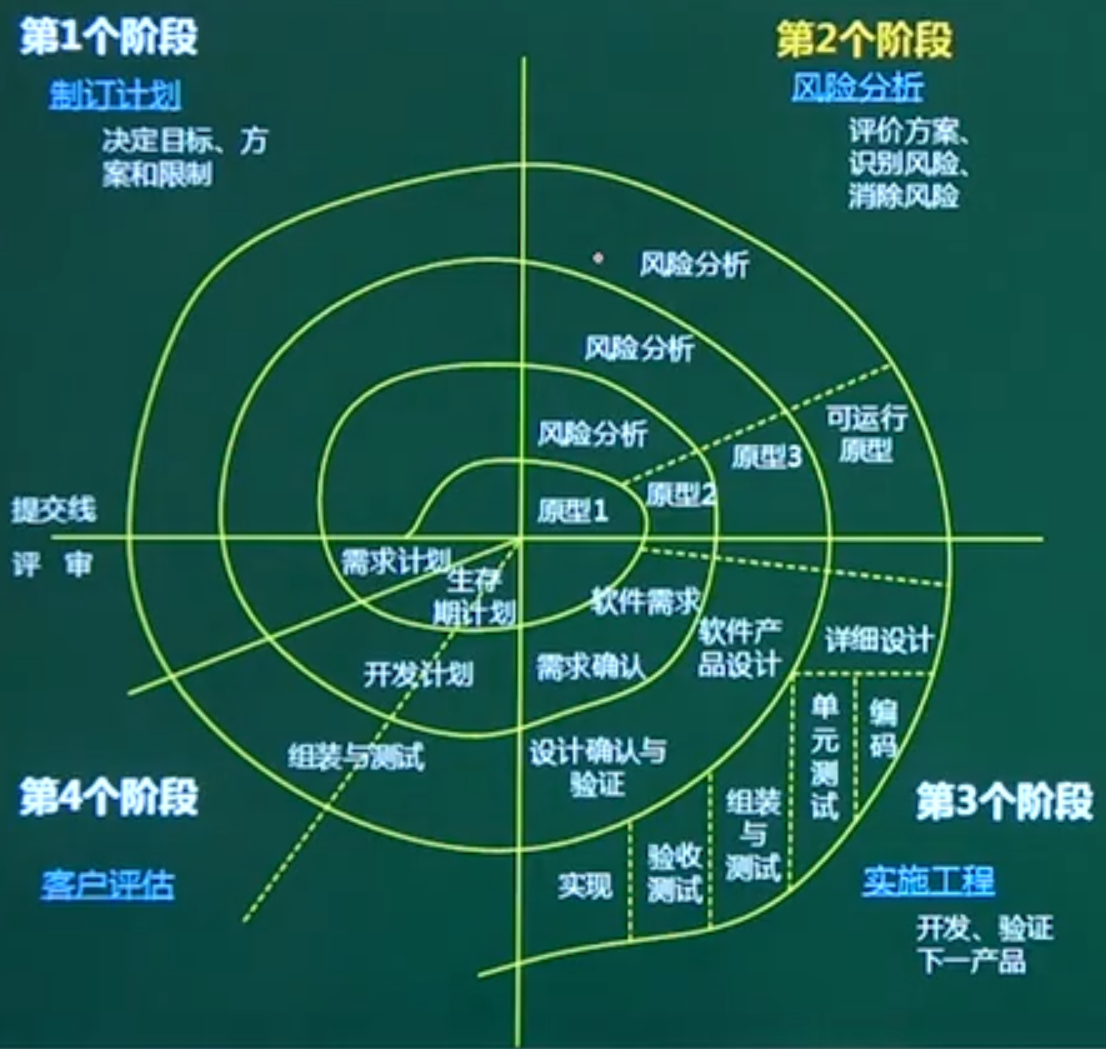 第1个阶段
制订计划
决定目标、方
案和限制
第2个阶段
风险分析
评价方案、
识别风险、
消除风险
风险分析
风险分析
风险分析
可运行
原型
原型3
原型2
原型1
提交线
评 审
需求计划
生存
期计划
软件需求
软件产
品设计
详细设计
开发计划
需求确认
单
元
测
试
编
码
组装与测试
设计确认与
验证
组装
与
测试
验收
测试
实现
第4个阶段
客户评估
第3个阶段
实施工程
开发、验证
下一产品